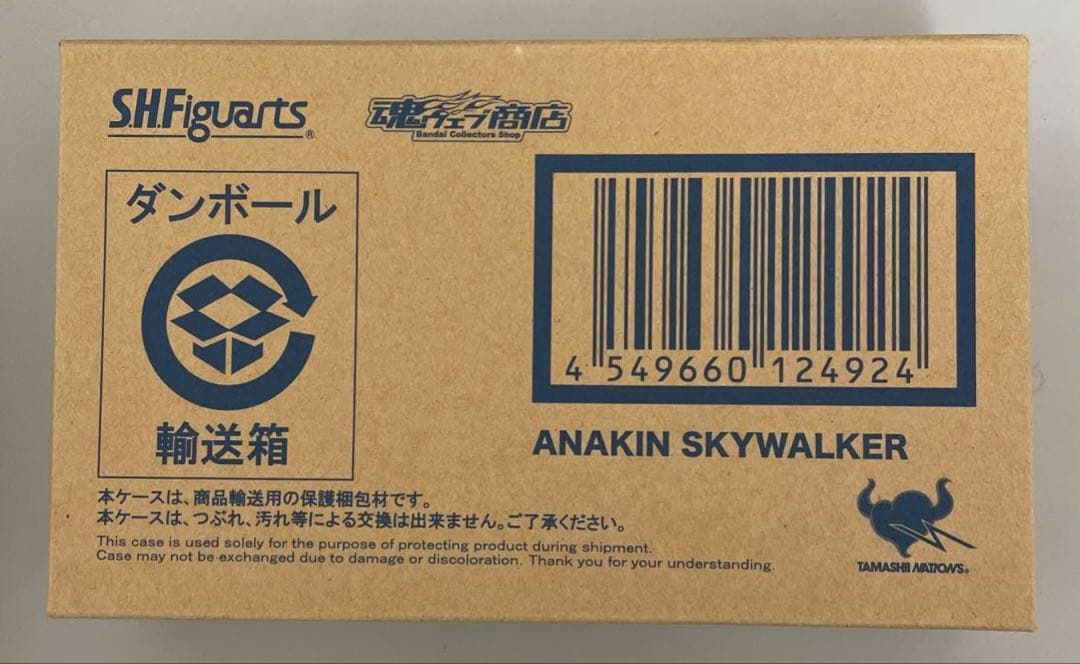 S.H.Figuarts®
魂ウェブ商店
Bandai Collectors Shop
ダンボール
輸送箱
4 549660 124924
ANAKIN SKYWALKER
本ケースは、商品輸送用の保護梱包材です。
本ケースは、つぶれ、汚れ等による交換は出来ません。ご了承ください。
This case is used solely for the purpose of protecting product during shipment.
Case may not be exchanged due to damage or discoloration. Thank you for your understanding.
TAMASHII NATIONS®